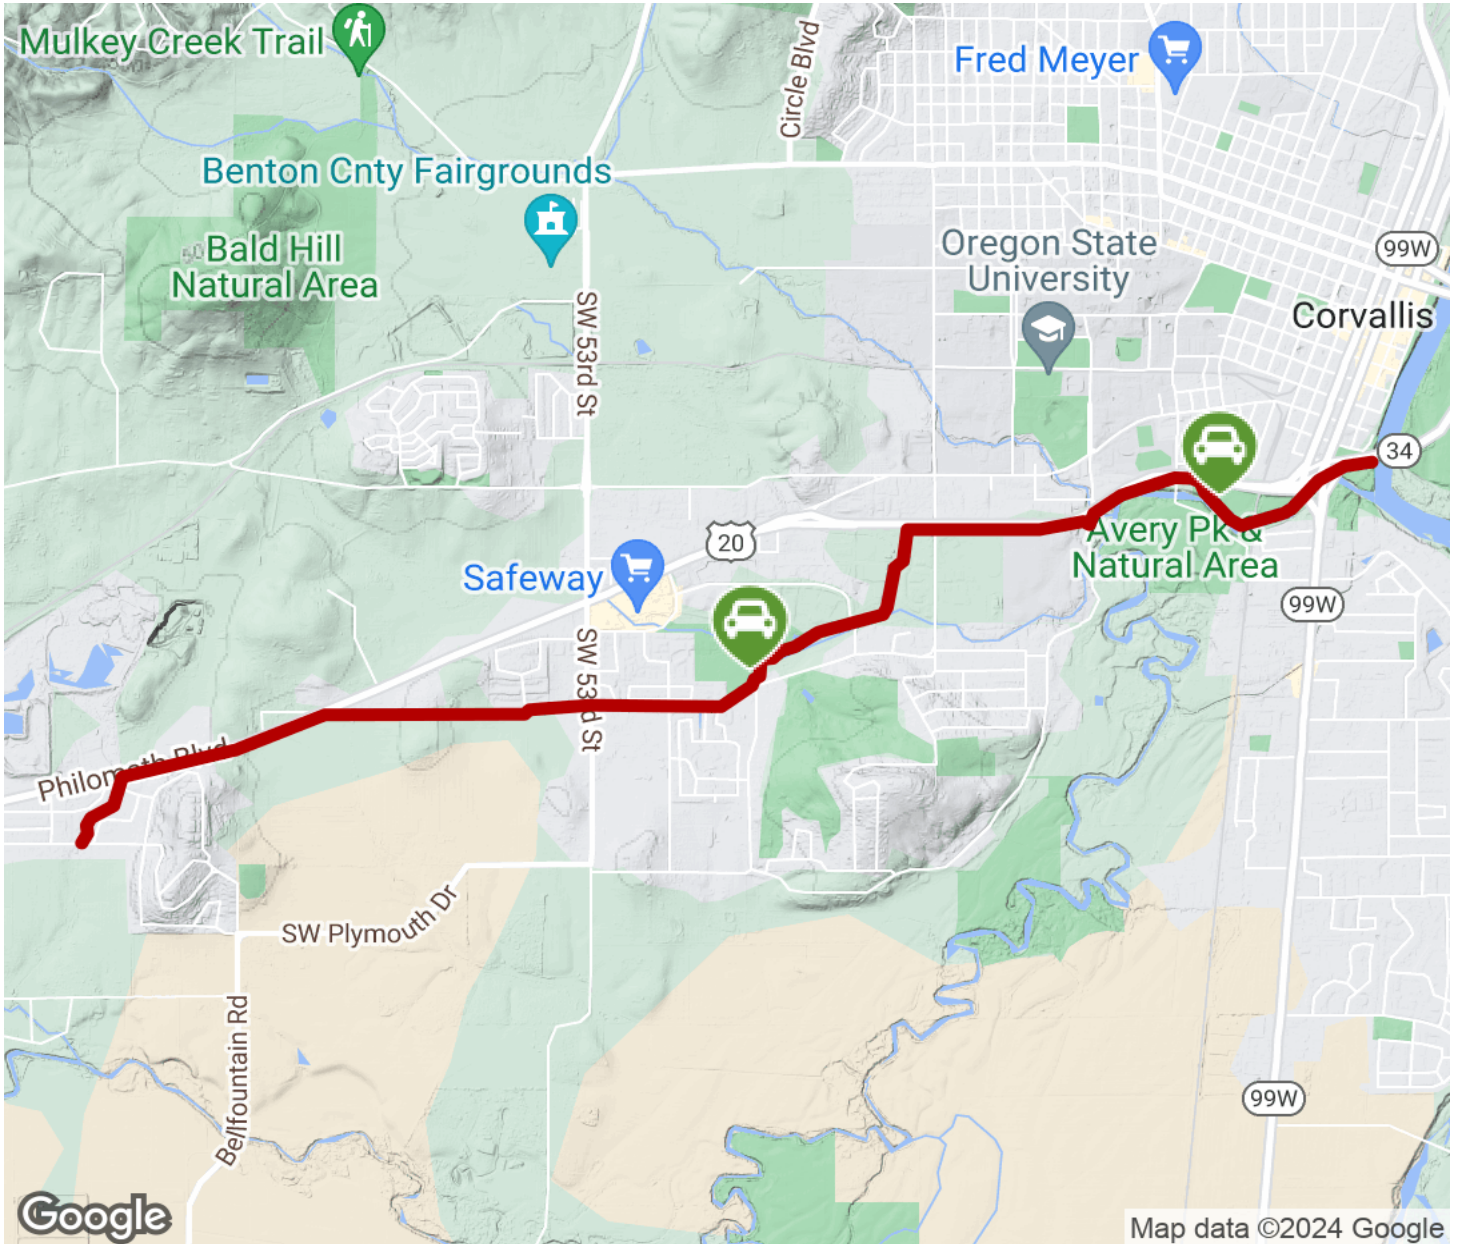 Mulkey Creek Trail
Circle Blvd
Fred Meyer
Benton Cnty Fairgrounds
Bald Hill
Natural Area
Oregon State
University
99W
Corvallis
SW 53rd St
34
20
Avery Pk &
Natural Area
Safeway
99W
SW 53rd St
Philomath Blvd
SW Plymouth Dr
Bellfountain Rd
99W
Google
Map data ©2024 Google